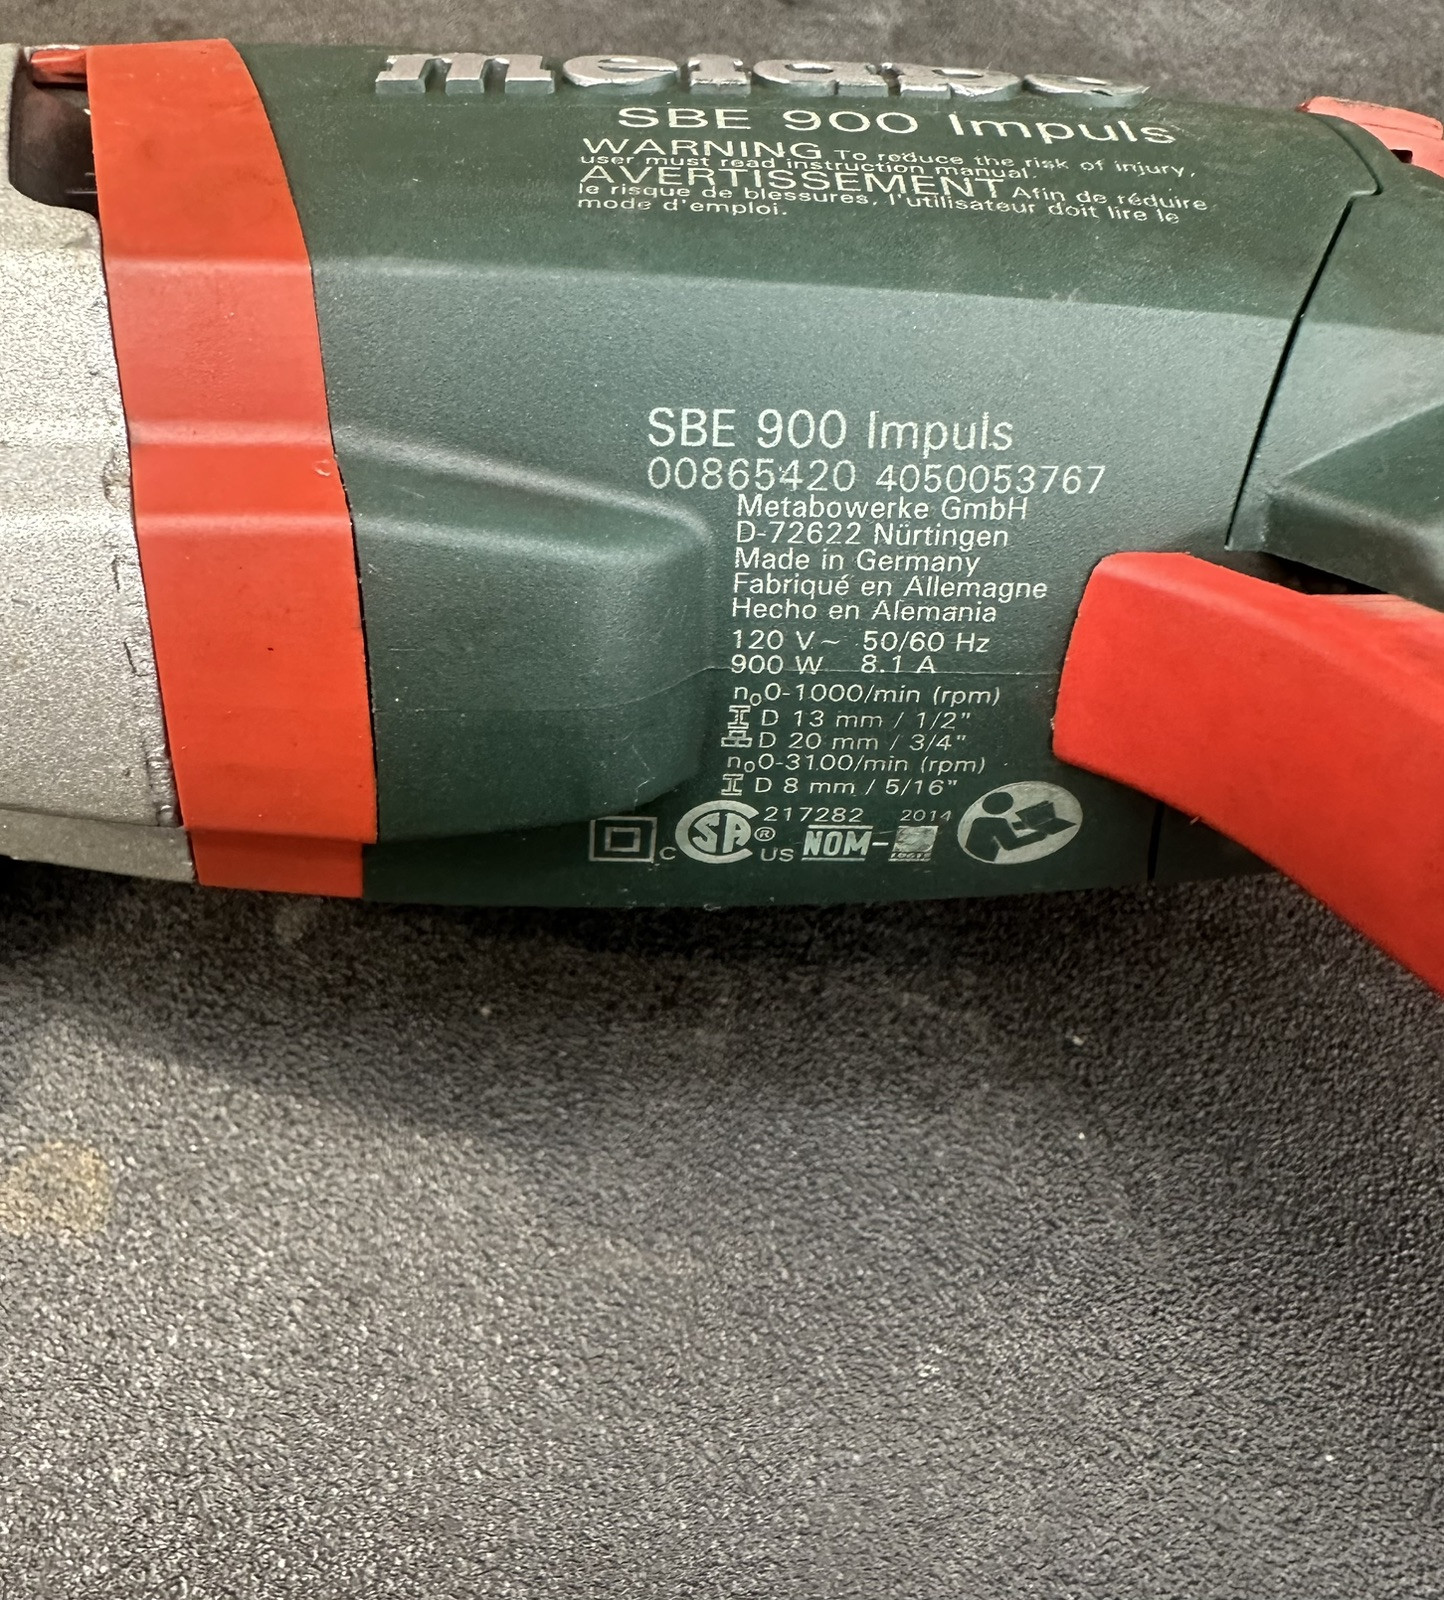 metabo
SBE 900 Impuls
WARNING To reduce the risk of injury,
user must read instruction manual.
AVERTISSEMENT Afin de réduire
le risque de blessures, l'utilisateur doit lire le
mode d'emploi.
SBE 900 Impuls
00865420 4050053767
Metabowerke GmbH
D-72622 Nürtingen
Made in Germany
Fabriqué en Allemagne
Hecho en Alemania
120 V~ 50/60 Hz
900 W 8.1 A
n₀0-1000/min (rpm)
D 13 mm / 1/2"
D 20 mm / 3/4"
n₀0-3100/min (rpm)
D 8 mm / 5/16"
217282 2014
C SA® US NOM-